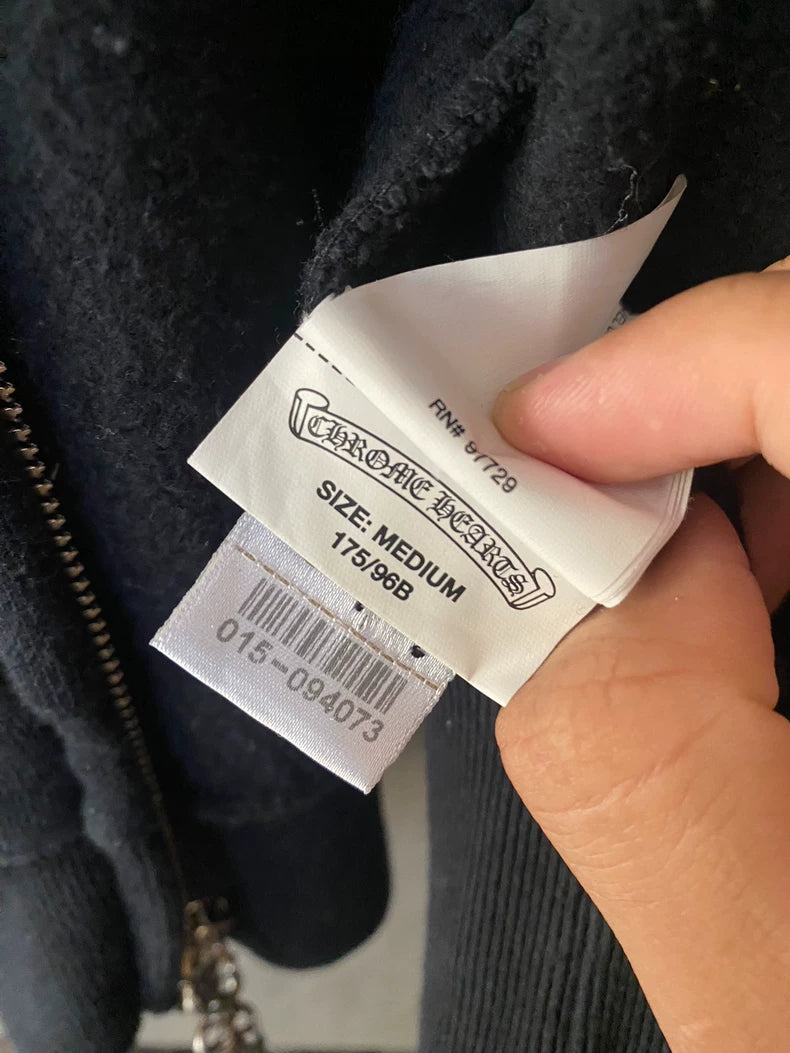 RN# 97729
CHROME HEARTS
SIZE: MEDIUM
175/96B
015-094073